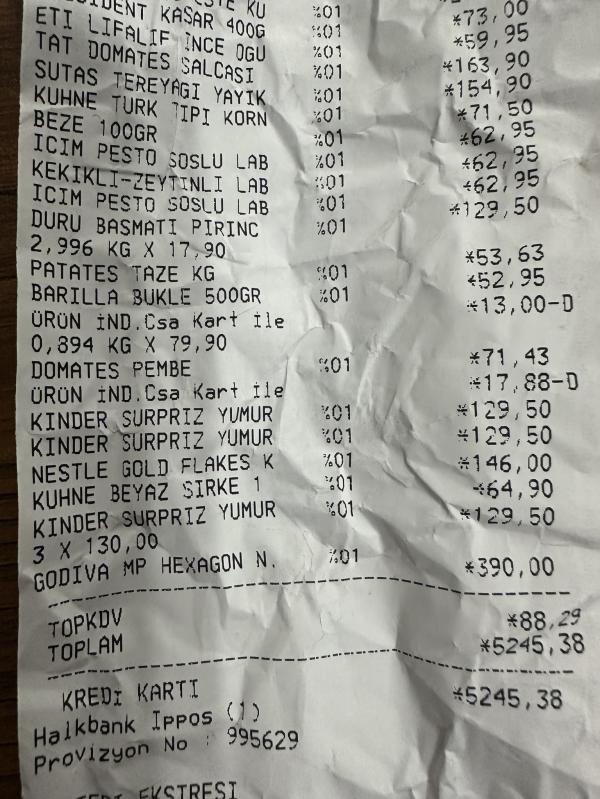 STE KU %01
SIDENT KASAR 400G %01
ETI LIFALIF İNCE OGU %01 *73,00
TAT DOMATES SALCASI %01 *59,95
SUTAS TEREYAGI YAYIK %01 *163,90
KUHNE TURK TIPI KORN %01 *154,90
BEZE 100GR %01 *71,50
ICIM PESTO SOSLU LAB %01 *62,95
KEKIKLI-ZEYTINLI LAB %01 *62,95
ICIM PESTO SOSLU LAB %01 *62,95
DURU BASMATI PIRINC %01 *129,50
2,996 KG X 17,90
PATATES TAZE KG %01 *53,63
BARILLA BUKLE 500GR %01 *52,95
ÜRÜN İND.Csa Kart İle *13,00-D
0,894 KG X 79,90
DOMATES PEMBE %01 *71,43
ÜRÜN İND.Csa Kart İle *17,88-D
KINDER SURPRIZ YUMUR %01 *129,50
KINDER SURPRIZ YUMUR %01 *129,50
NESTLE GOLD FLAKES K %01 *146,00
KUHNE BEYAZ SIRKE 1 %01 *64,90
KINDER SURPRIZ YUMUR %01 *129,50
3 X 130,00
GODIVA MP HEXAGON N. %01 *390,00
TOPKDV *88,29
TOPLAM *5245,38
KREDİ KARTI *5245,38
Halkbank Ippos (1)
Provizyon No : 995629
EKSTRESI